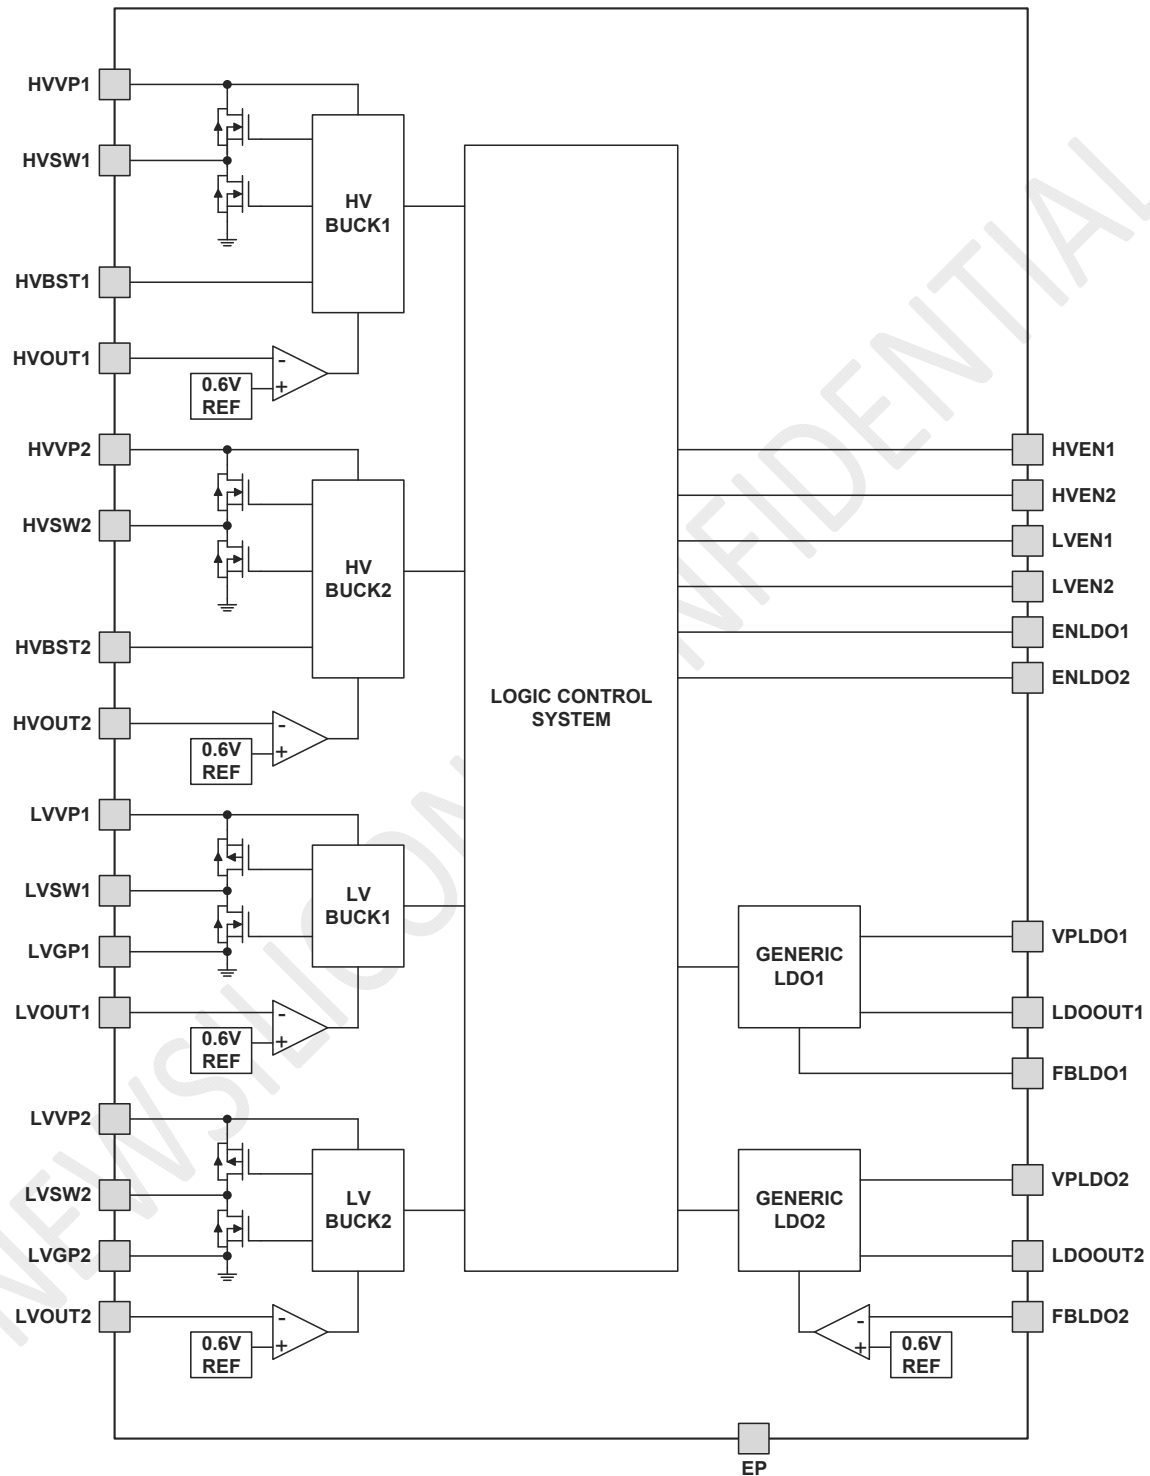 HVVP1
HVSW1
HV
BUCK1
HVBST1
HVOUT1
-
+
0.6V
REF
HVVP2
HVSW2
HV
BUCK2
HVBST2
HVOUT2
-
+
0.6V
REF
LVVP1
LVSW1
LV
BUCK1
LVGP1
LVOUT1
-
+
0.6V
REF
LVVP2
LVSW2
LV
BUCK2
LVGP2
LVOUT2
-
+
0.6V
REF
LOGIC CONTROL
SYSTEM
HVEN1
HVEN2
LVEN1
LVEN2
ENLDO1
ENLDO2
GENERIC
LDO1
VPLDO1
LDOOUT1
FBLDO1
GENERIC
LDO2
VPLDO2
LDOOUT2
FBLDO2
-
+
0.6V
REF
EP